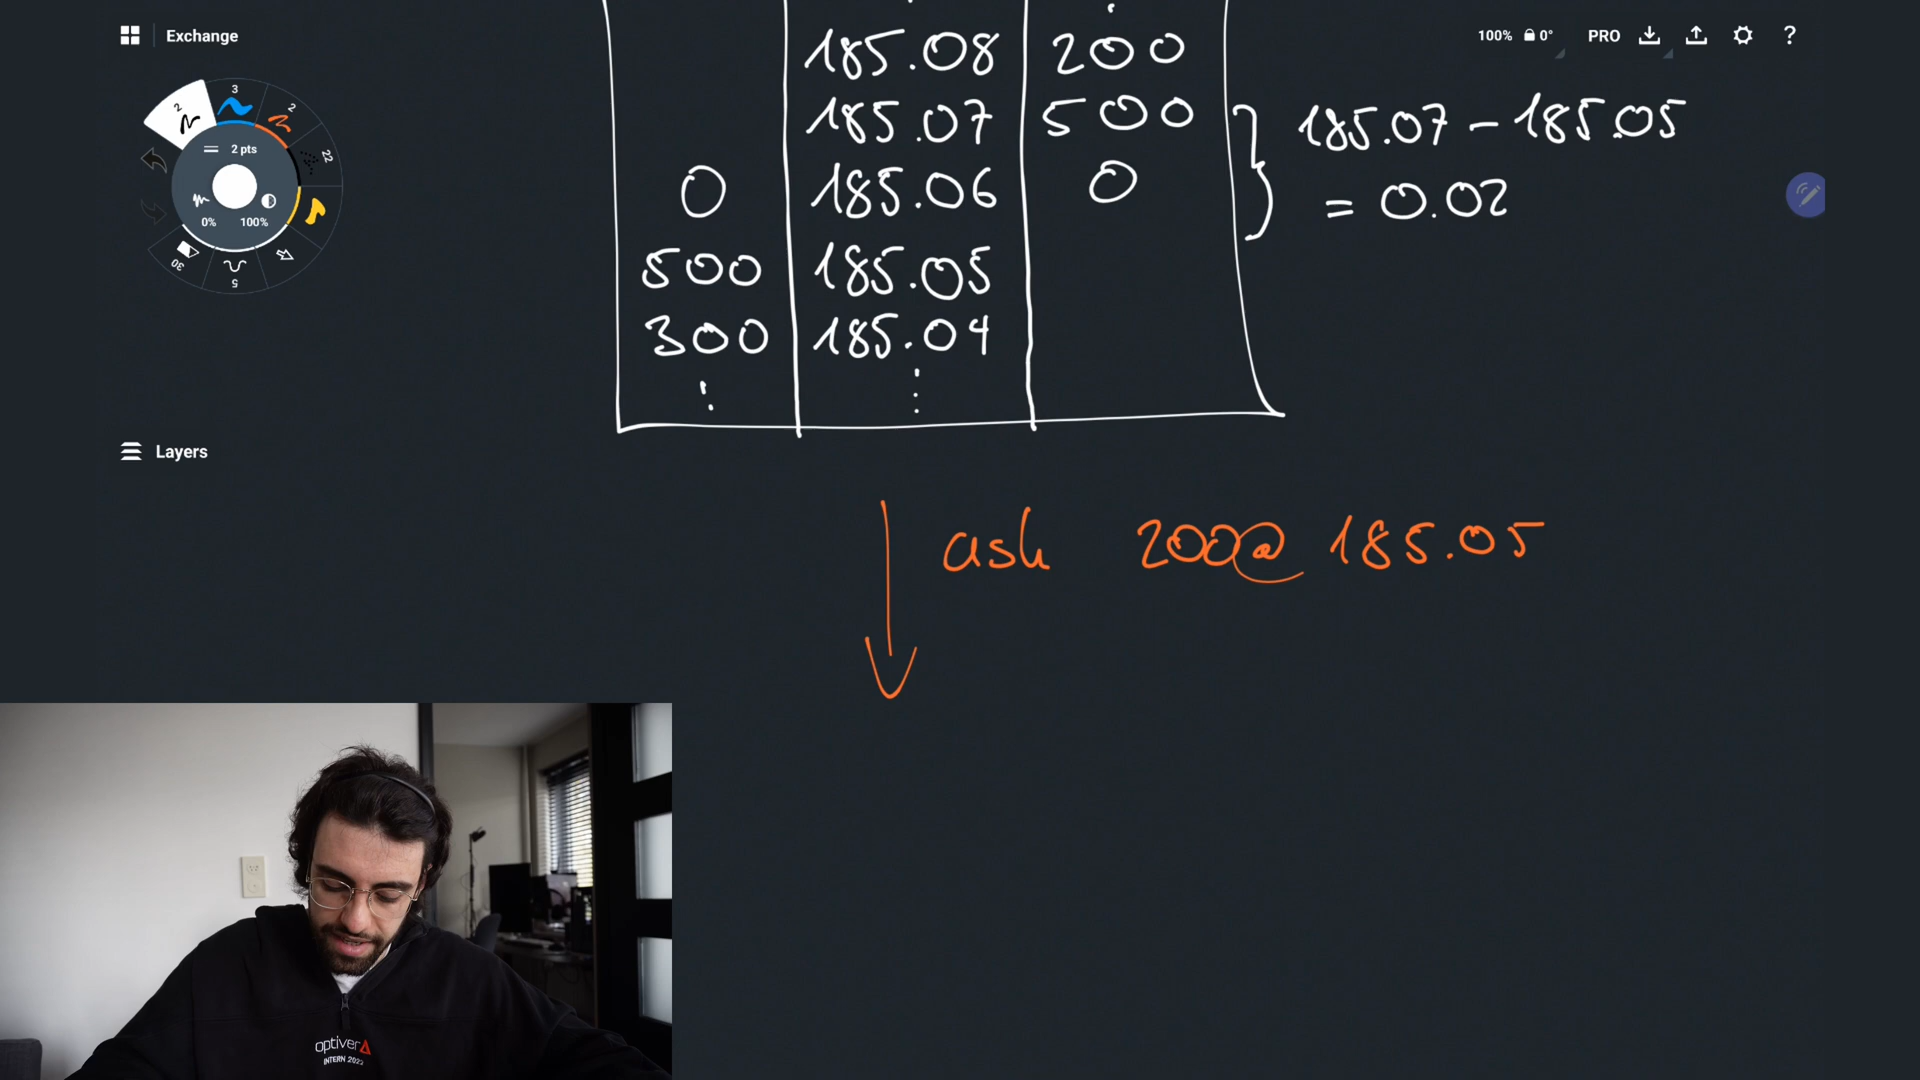 Exchange
100% 0° PRO ?
185.08 200
185.07 500
0 185.06 0
500 185.05
300 185.04
185.07 - 185.05
= 0.02
3
2
2
22
2 pts
0% 100%
30
5
Layers
ask 200@ 185.05
optiver
INTERN 2023